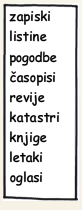 zapiski
listine
pogodbe
časopisi
revije
katastri
knjige
letaki
oglasi